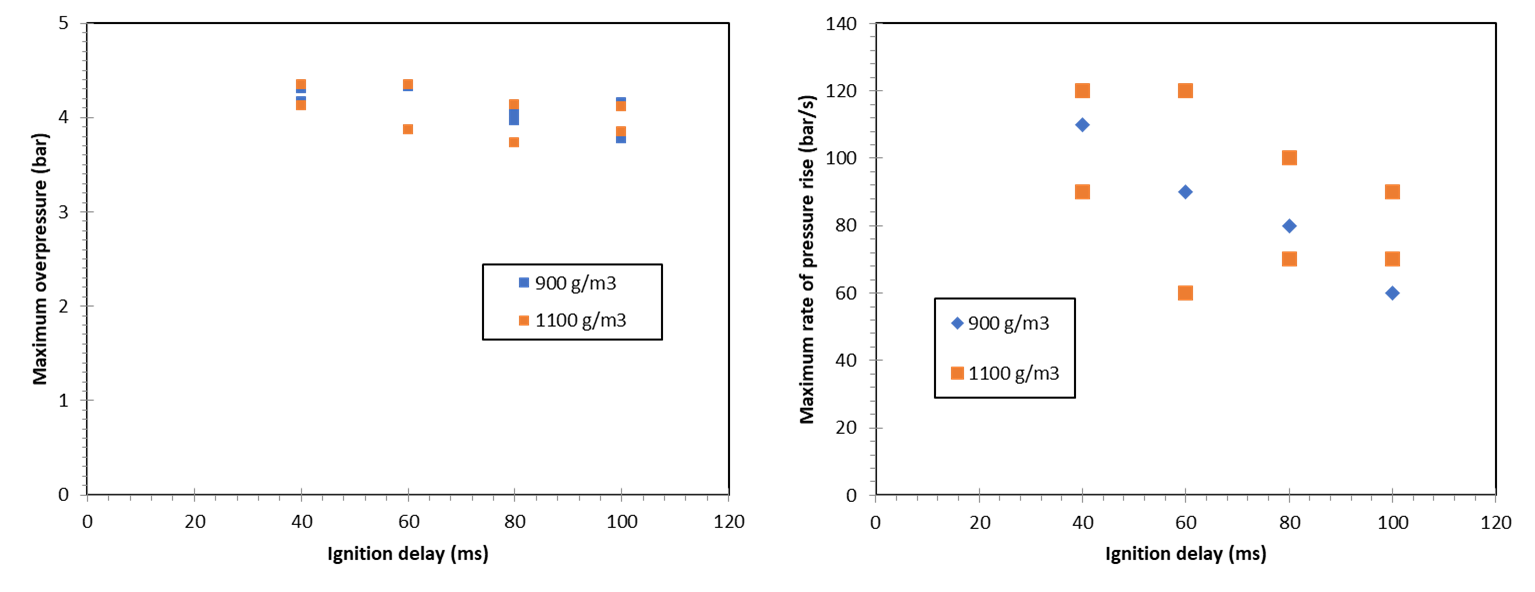 5
4
3
2
1
0
0 20 40 60 80 100 120
Maximum overpressure (bar)
Ignition delay (ms)
900 g/m3
1100 g/m3
140
120
100
80
60
40
20
0
0 20 40 60 80 100 120
Maximum rate of pressure rise (bar/s)
Ignition delay (ms)
900 g/m3
1100 g/m3